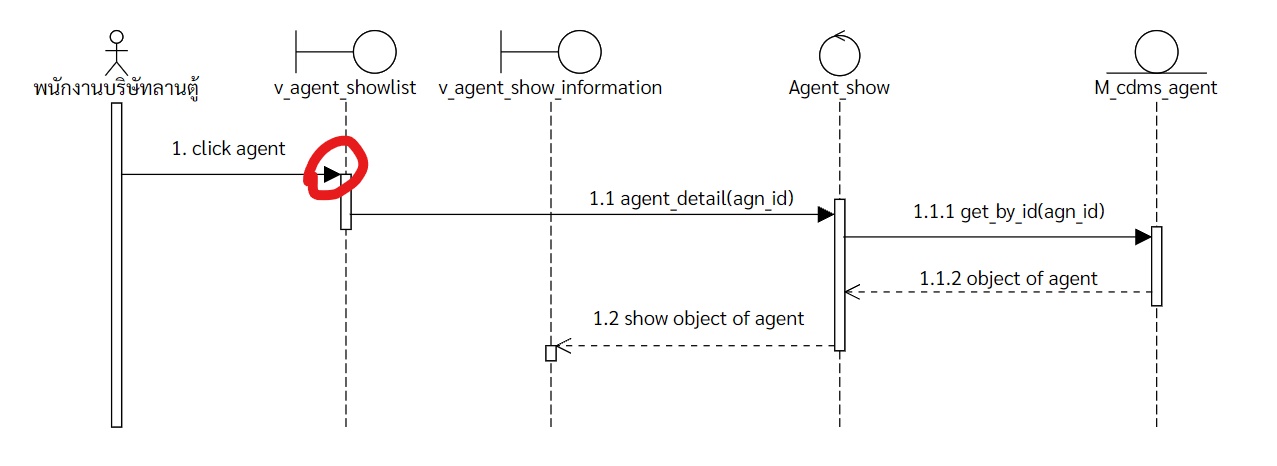 พนักงานบริษัทลานตู้
v_agent_showlist
v_agent_show_information
Agent_show
M_cdms_agent
1. click agent
1.1 agent_detail(agn_id)
1.1.1 get_by_id(agn_id)
1.1.2 object of agent
1.2 show object of agent